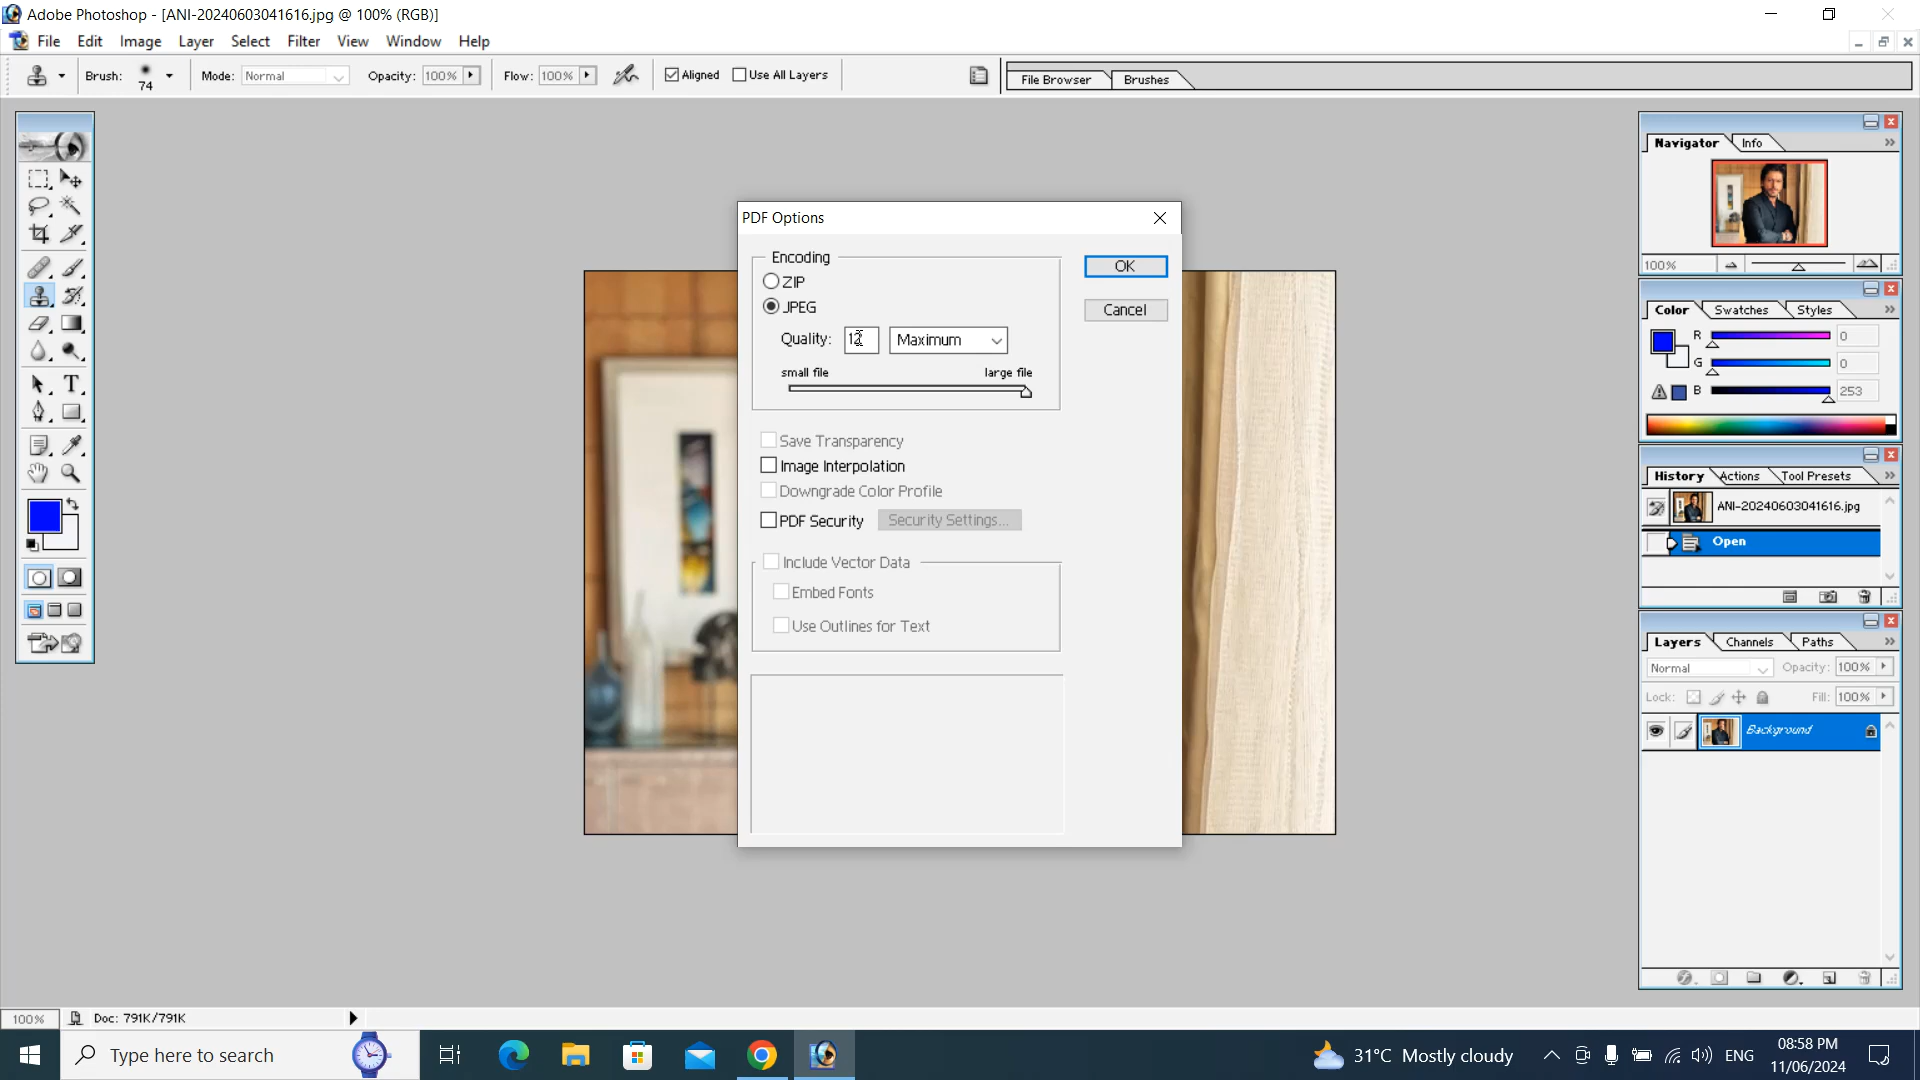 Adobe Photoshop - [ANI-20240603041616.jpg @ 100% (RGB)]
File Edit Image Layer Select Filter View Window Help
Brush: 74 Mode: Normal Opacity: 100% Flow: 100% Aligned Use All Layers File Browser Brushes
PDF Options
Encoding
ZIP
JPEG
Quality: 12 Maximum
small file large file
OK
Cancel
Save Transparency
Image Interpolation
Downgrade Color Profile
PDF Security Security Settings...
Include Vector Data
Embed Fonts
Use Outlines for Text
Navigator Info
100%
Color Swatches Styles
R 0
G 0
B 253
History Actions Tool Presets
ANI-20240603041616.jpg
Open
Layers Channels Paths
Normal Opacity: 100%
Lock: Fill: 100%
Background
100% Doc: 791K/791K
Type here to search
31°C Mostly cloudy
ENG
08:58 PM
11/06/2024